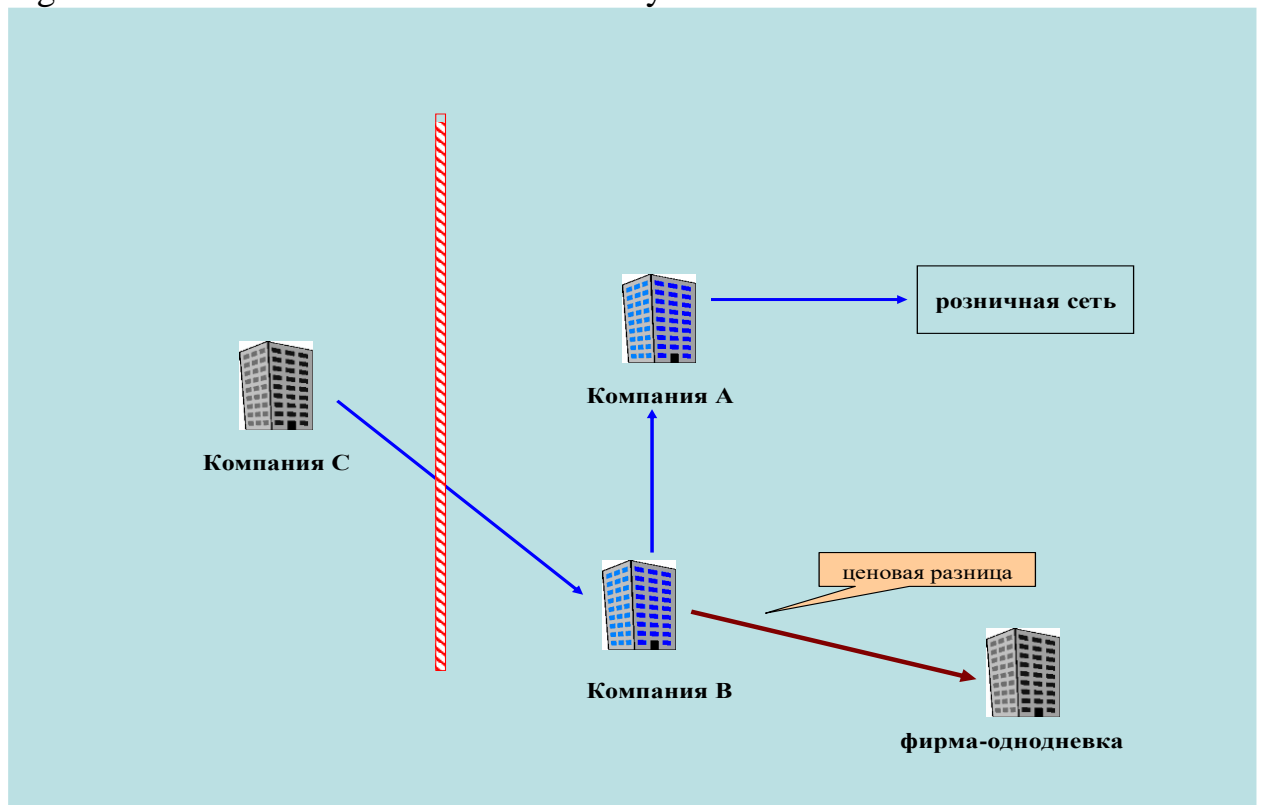 розничная сеть
Компания А
Компания С
ценовая разница
Компания В
фирма-однодневка